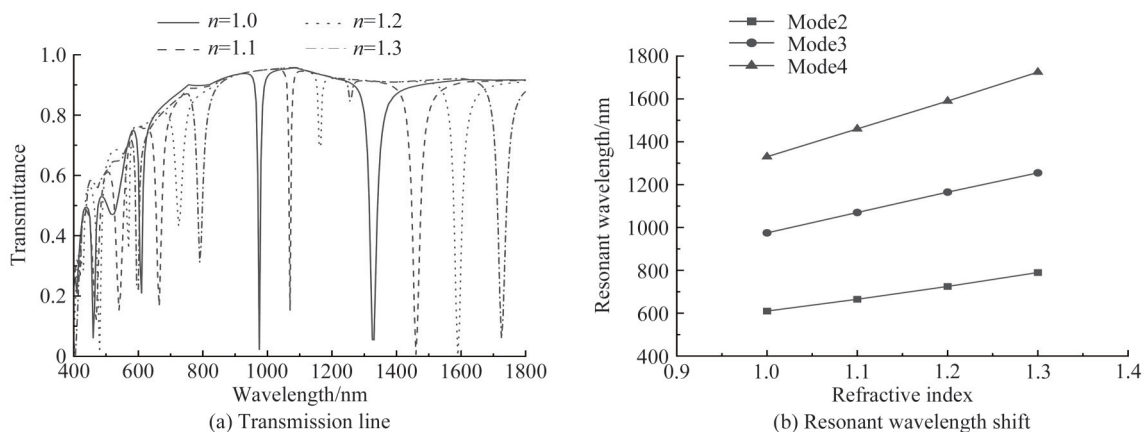 n=1.0
n=1.2
n=1.1
n=1.3
1.0
0.8
0.6
0.4
0.2
0
Transmittance
400 600 800 1000 1200 1400 1600 1800
Wavelength/nm
(a) Transmission line
Mode2
Mode3
Mode4
1800
1600
1400
1200
1000
800
600
400
Resonant wavelength/nm
0.9 1.0 1.1 1.2 1.3 1.4
Refractive index
(b) Resonant wavelength shift